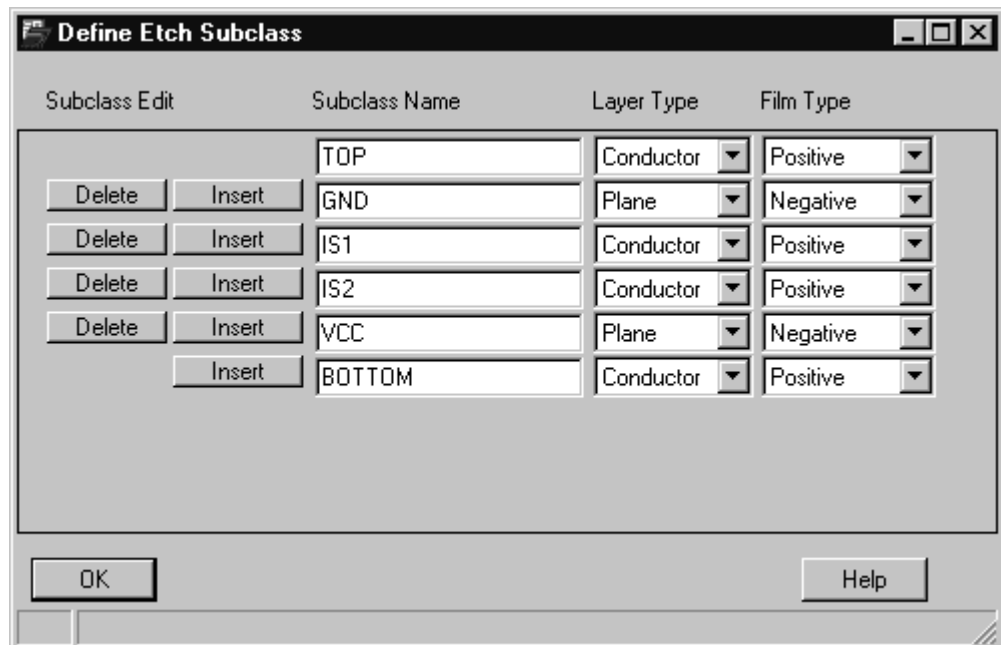 Define Etch Subclass
Subclass Edit Subclass Name Layer Type Film Type
TOP Conductor Positive
Delete Insert GND Plane Negative
Delete Insert IS1 Conductor Positive
Delete Insert IS2 Conductor Positive
Delete Insert VCC Plane Negative
Insert BOTTOM Conductor Positive
OK Help